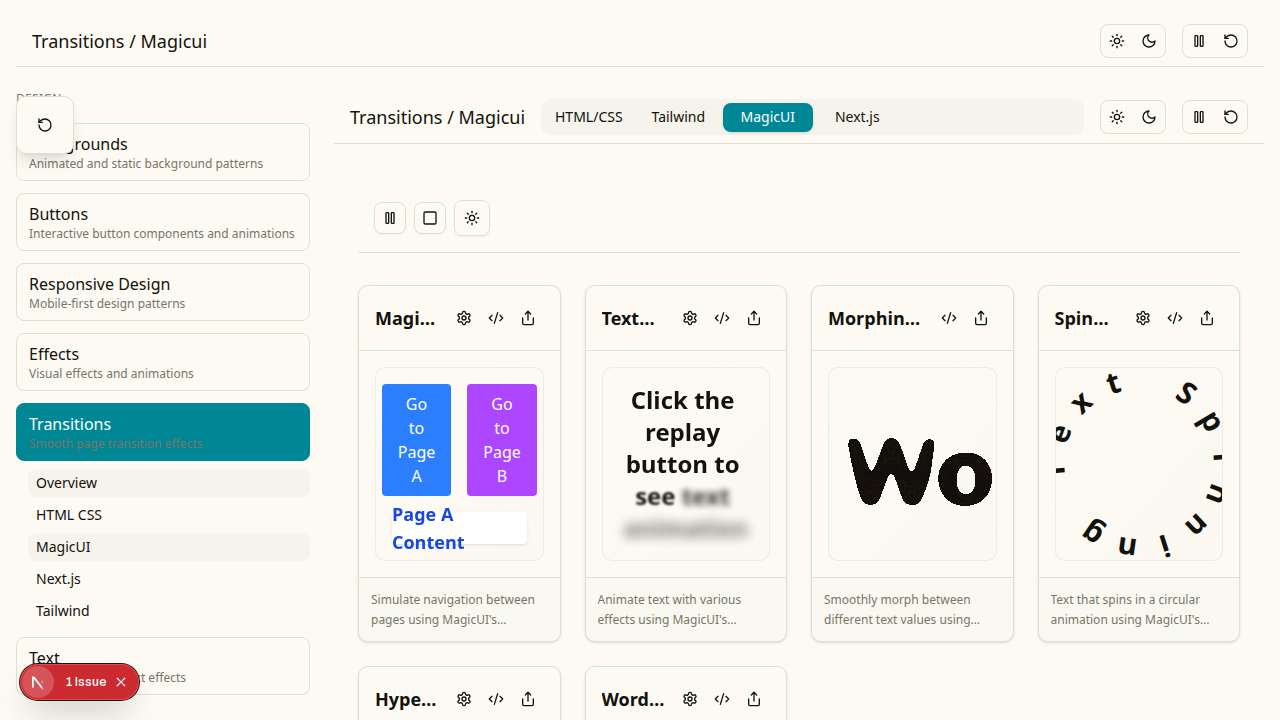 Transitions / Magicui
DESIGN
Transitions / Magicui
HTML/CSS
Tailwind
MagicUI
Next.js
Animated and static background patterns
Buttons
Interactive button components and animations
Responsive Design
Mobile-first design patterns
Effects
Visual effects and animations
Transitions
Smooth page transition effects
Overview
HTML CSS
MagicUI
Next.js
Tailwind
Text
effects
1 Issue
Magi...
Go
to
Page
A
Go
to
Page
B
Page A
Content
Simulate navigation between
pages using MagicUI's...
Text...
Click the
replay
button to
see text
animation
Animate text with various
effects using MagicUI's...
Morphin...
Wo
Smoothly morph between
different text values using...
Spin...
Spinning Text
Text that spins in a circular
animation using MagicUI's...
Hype...
Word...